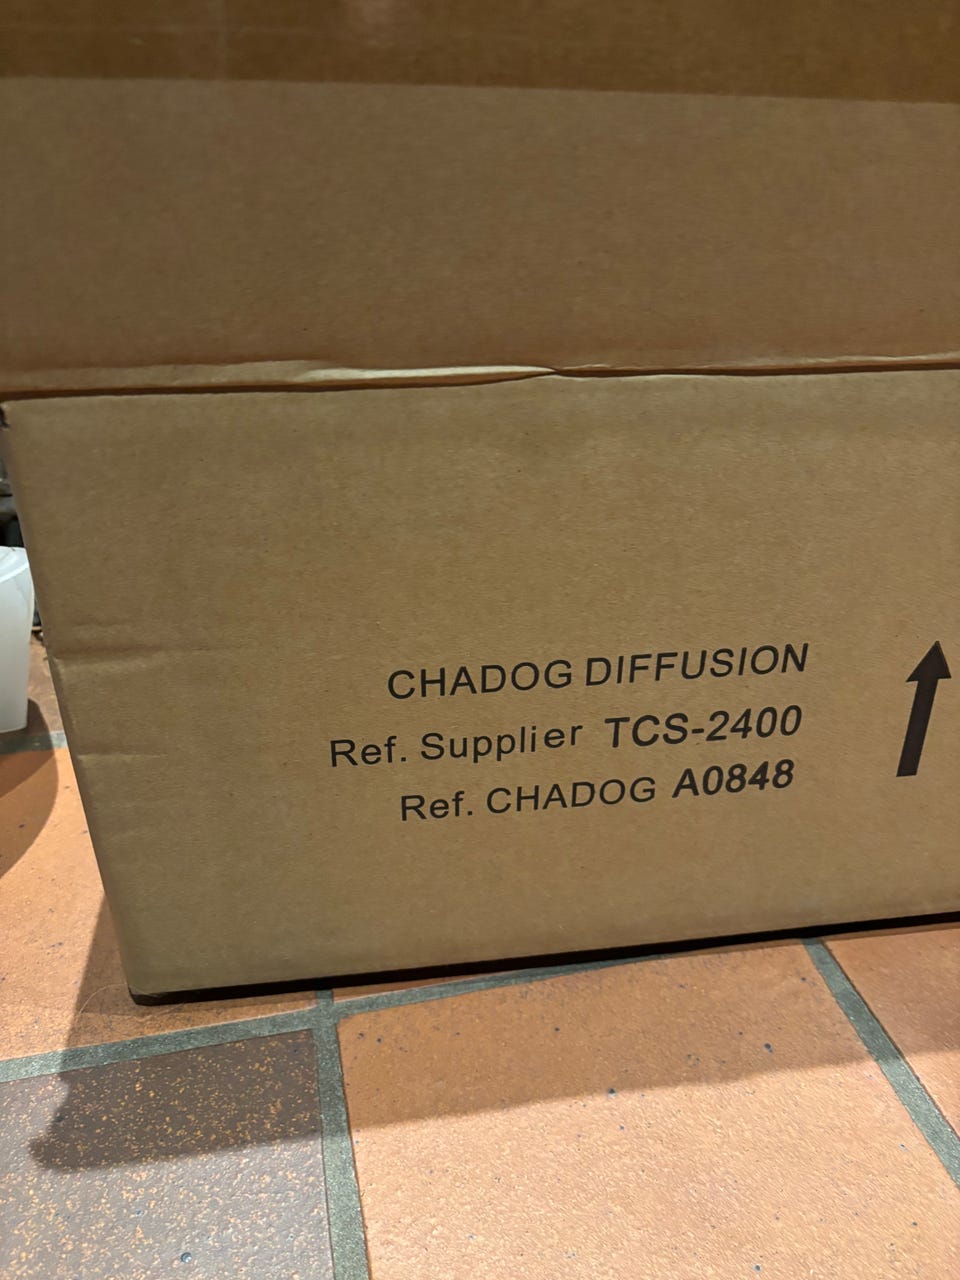 CHADOG DIFFUSION
Ref. Supplier TCS-2400
Ref. CHADOG A0848